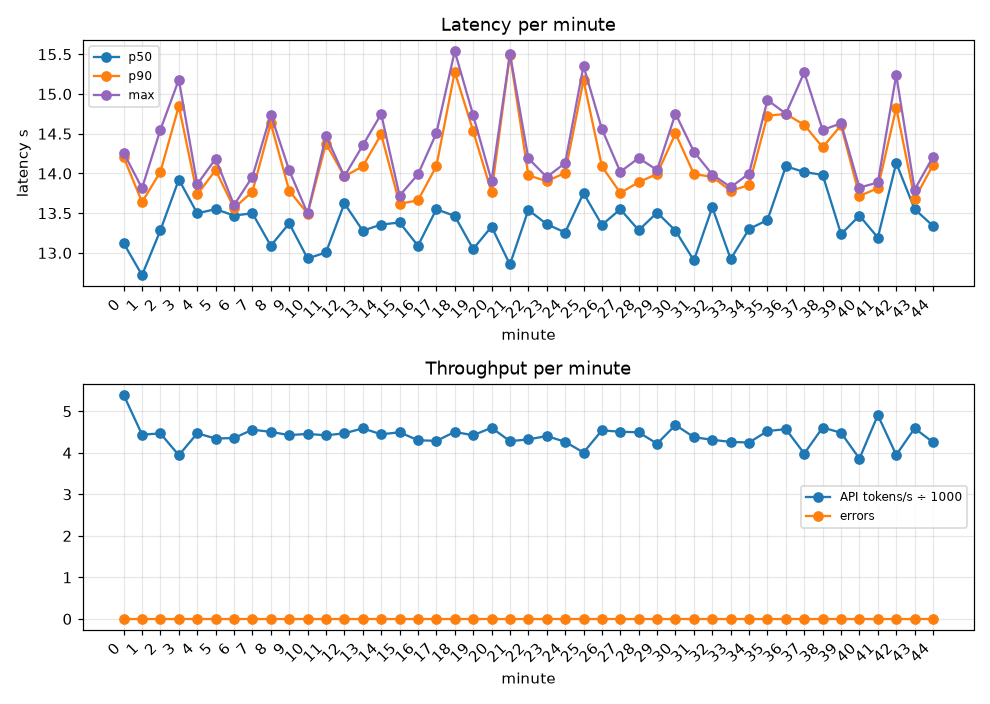 Latency per minute
p50
p90
max
15.5
15.0
14.5
14.0
13.5
13.0
latency s
0 1 2 3 4 5 6 7 8 9 10 11 12 13 14 15 16 17 18 19 20 21 22 23 24 25 26 27 28 29 30 31 32 33 34 35 36 37 38 39 40 41 42 43 44
minute
Throughput per minute
5
4
3
2
1
0
API tokens/s ÷ 1000
errors
0 1 2 3 4 5 6 7 8 9 10 11 12 13 14 15 16 17 18 19 20 21 22 23 24 25 26 27 28 29 30 31 32 33 34 35 36 37 38 39 40 41 42 43 44
minute